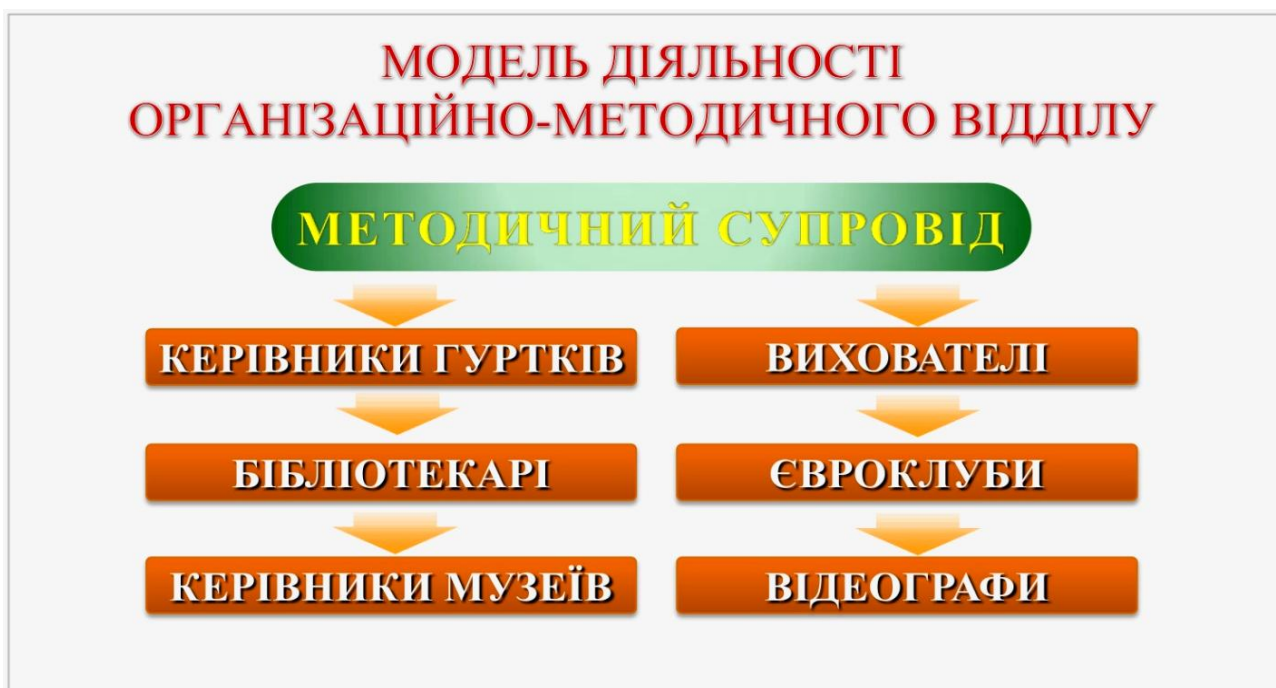 МОДЕЛЬ ДІЯЛЬНОСТІ
ОРГАНІЗАЦІЙНО-МЕТОДИЧНОГО ВІДДІЛУ
МЕТОДИЧНИЙ СУПРОВІД
КЕРІВНИКИ ГУРТКІВ
ВИХОВАТЕЛІ
БІБЛІОТЕКАРІ
ЄВРОКЛУБИ
КЕРІВНИКИ МУЗЕЇВ
ВІДЕОГРАФИ